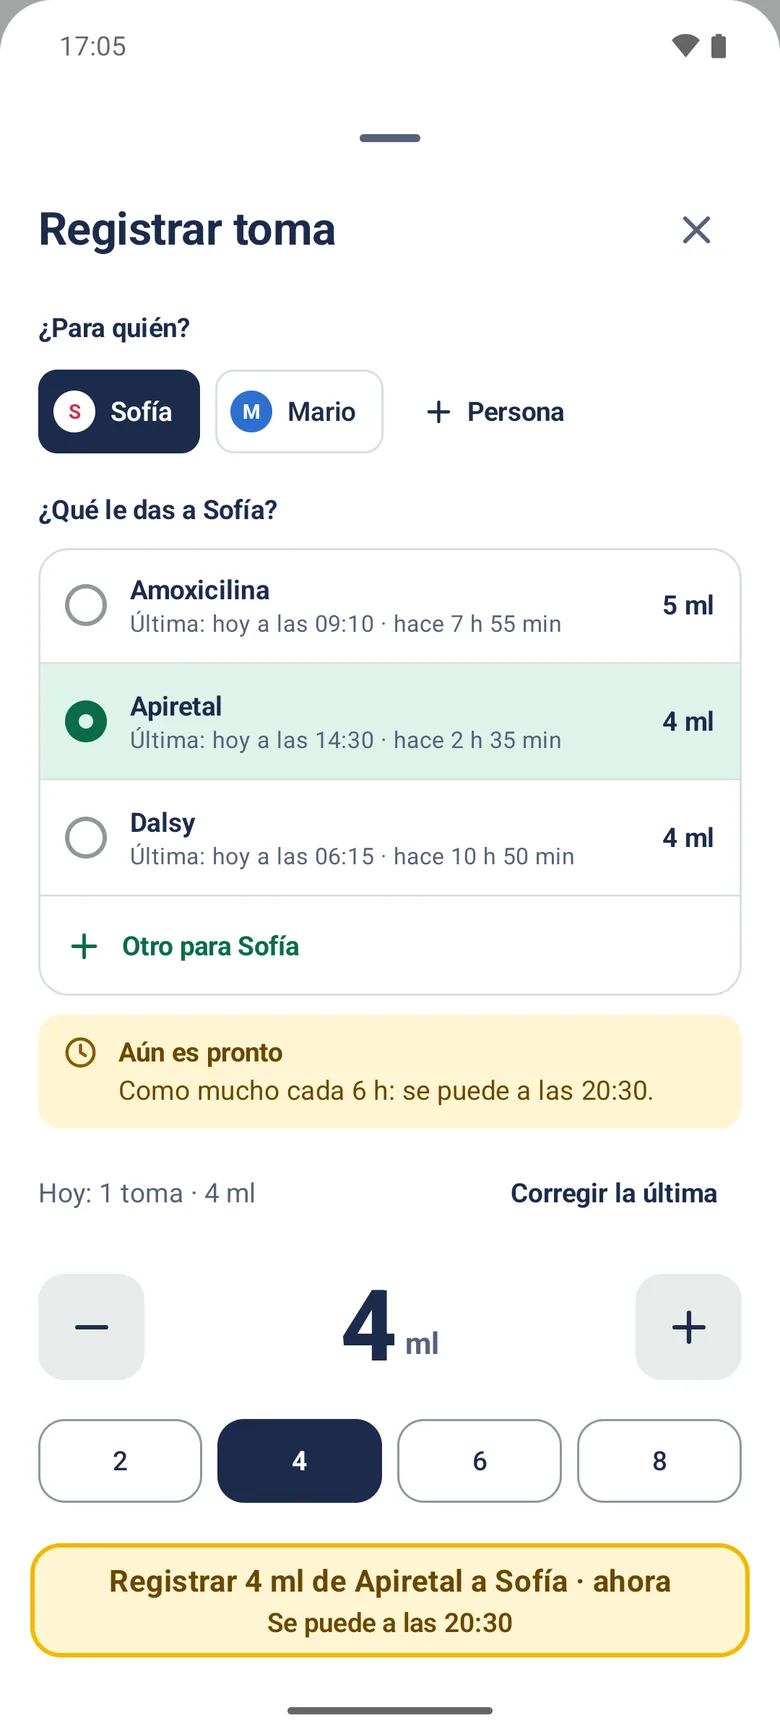 17:05
Registrar toma
¿Para quién?
S Sofía M Mario + Persona
¿Qué le das a Sofía?
Amoxicilina
Última: hoy a las 09:10 · hace 7 h 55 min
5 ml
Apiretal
Última: hoy a las 14:30 · hace 2 h 35 min
4 ml
Dalsy
Última: hoy a las 06:15 · hace 10 h 50 min
4 ml
+ Otro para Sofía
Aún es pronto
Como mucho cada 6 h: se puede a las 20:30.
Hoy: 1 toma · 4 ml Corregir la última
− 4 ml +
2 4 6 8
Registrar 4 ml de Apiretal a Sofía · ahora
Se puede a las 20:30